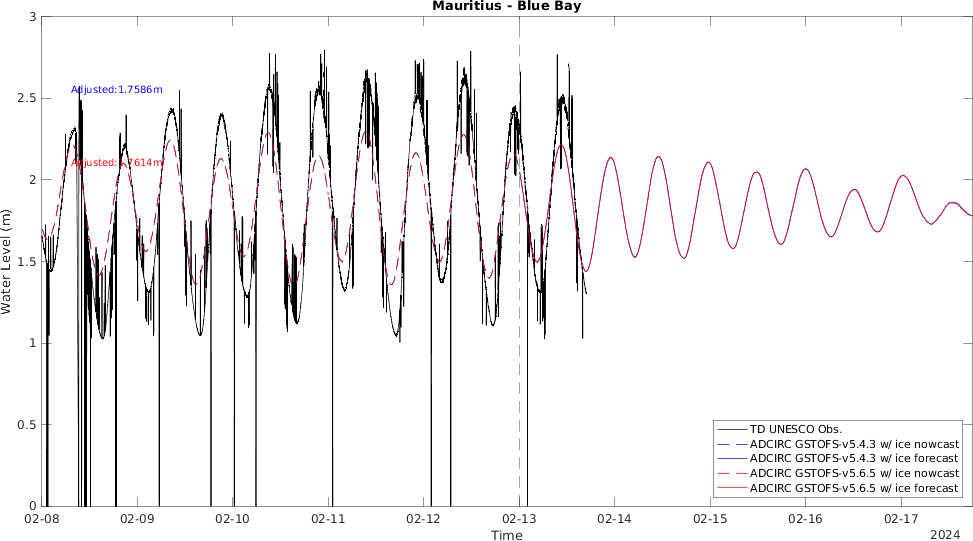 Mauritius - Blue Bay
3
2.5
2
1.5
1
0.5
0
Water Level (m)
Adjusted:1.7586m
Adjusted:1.7614m
02-08
02-09
02-10
02-11
02-12
02-13
02-14
02-15
02-16
02-17
Time
2024
TD UNESCO Obs.
ADCIRC GSTOFS-v5.4.3 w/ ice nowcast
ADCIRC GSTOFS-v5.4.3 w/ ice forecast
ADCIRC GSTOFS-v5.6.5 w/ ice nowcast
ADCIRC GSTOFS-v5.6.5 w/ ice forecast